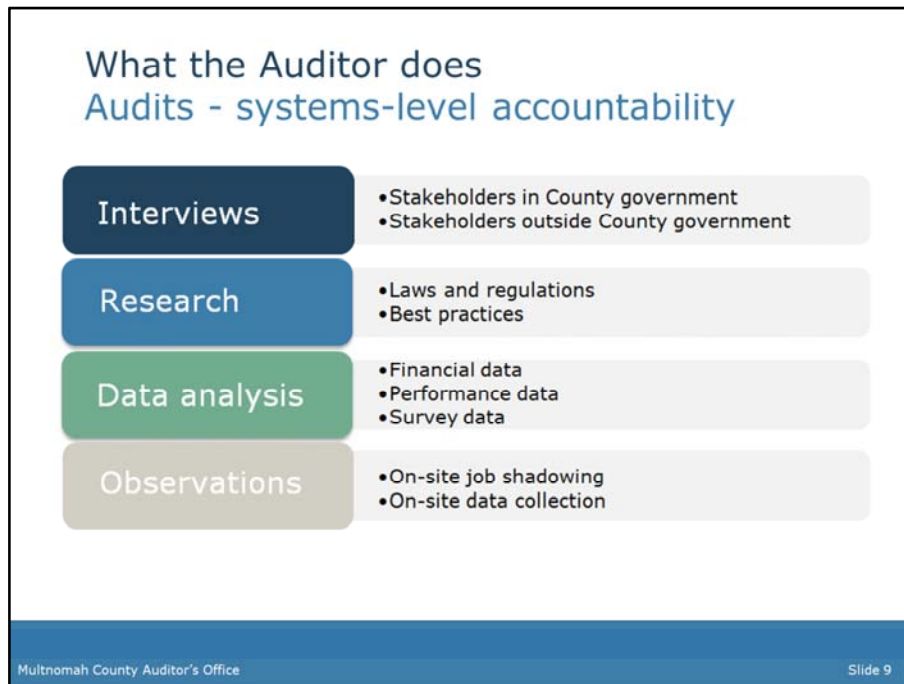 What the Auditor does
Audits - systems-level accountability
Interviews
•Stakeholders in County government
•Stakeholders outside County government
Research
•Laws and regulations
•Best practices
Data analysis
•Financial data
•Performance data
•Survey data
Observations
•On-site job shadowing
•On-site data collection
Multnomah County Auditor's Office
Slide 9